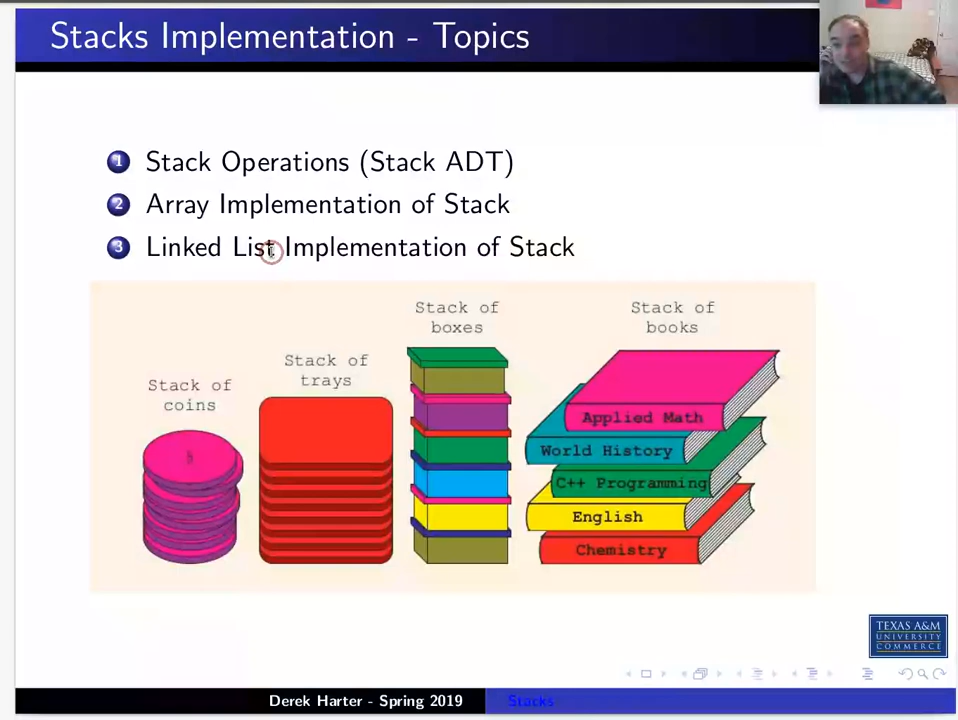 Stacks Implementation - Topics
1 Stack Operations (Stack ADT)
2 Array Implementation of Stack
3 Linked List Implementation of Stack
Stack of
coins
Stack of
trays
Stack of
boxes
Stack of
books
Applied Math
World History
C++ Programming
English
Chemistry
TEXAS A&M
UNIVERSITY
COMMERCE
Derek Harter - Spring 2019
Stacks